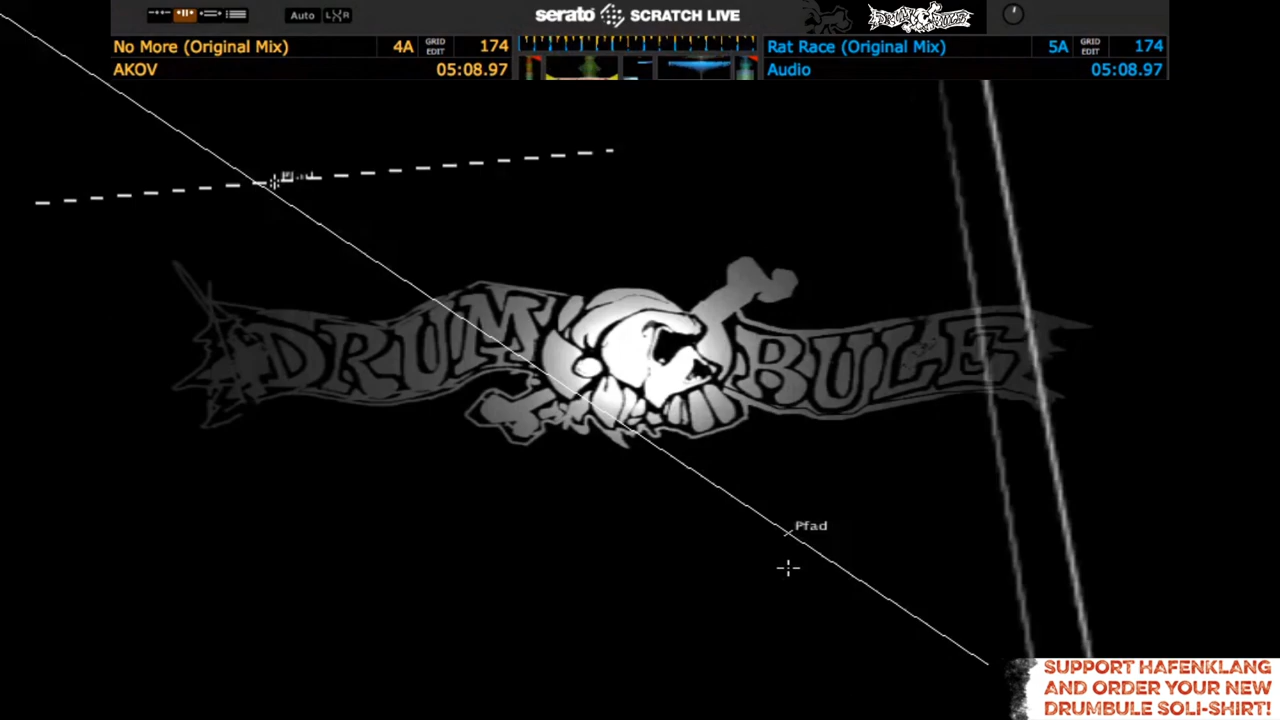 Auto
serato SCRATCH LIVE
DRUM BULE
No More (Original Mix) 4A GRID EDIT 174
Rat Race (Original Mix) 5A GRID EDIT 174
AKOV 05:08.97
Audio 05:08.97
DRUM BULE
Pfad
SUPPORT HAFENKLANG
AND ORDER YOUR NEW
DRUMBULE SOLI-SHIRT!